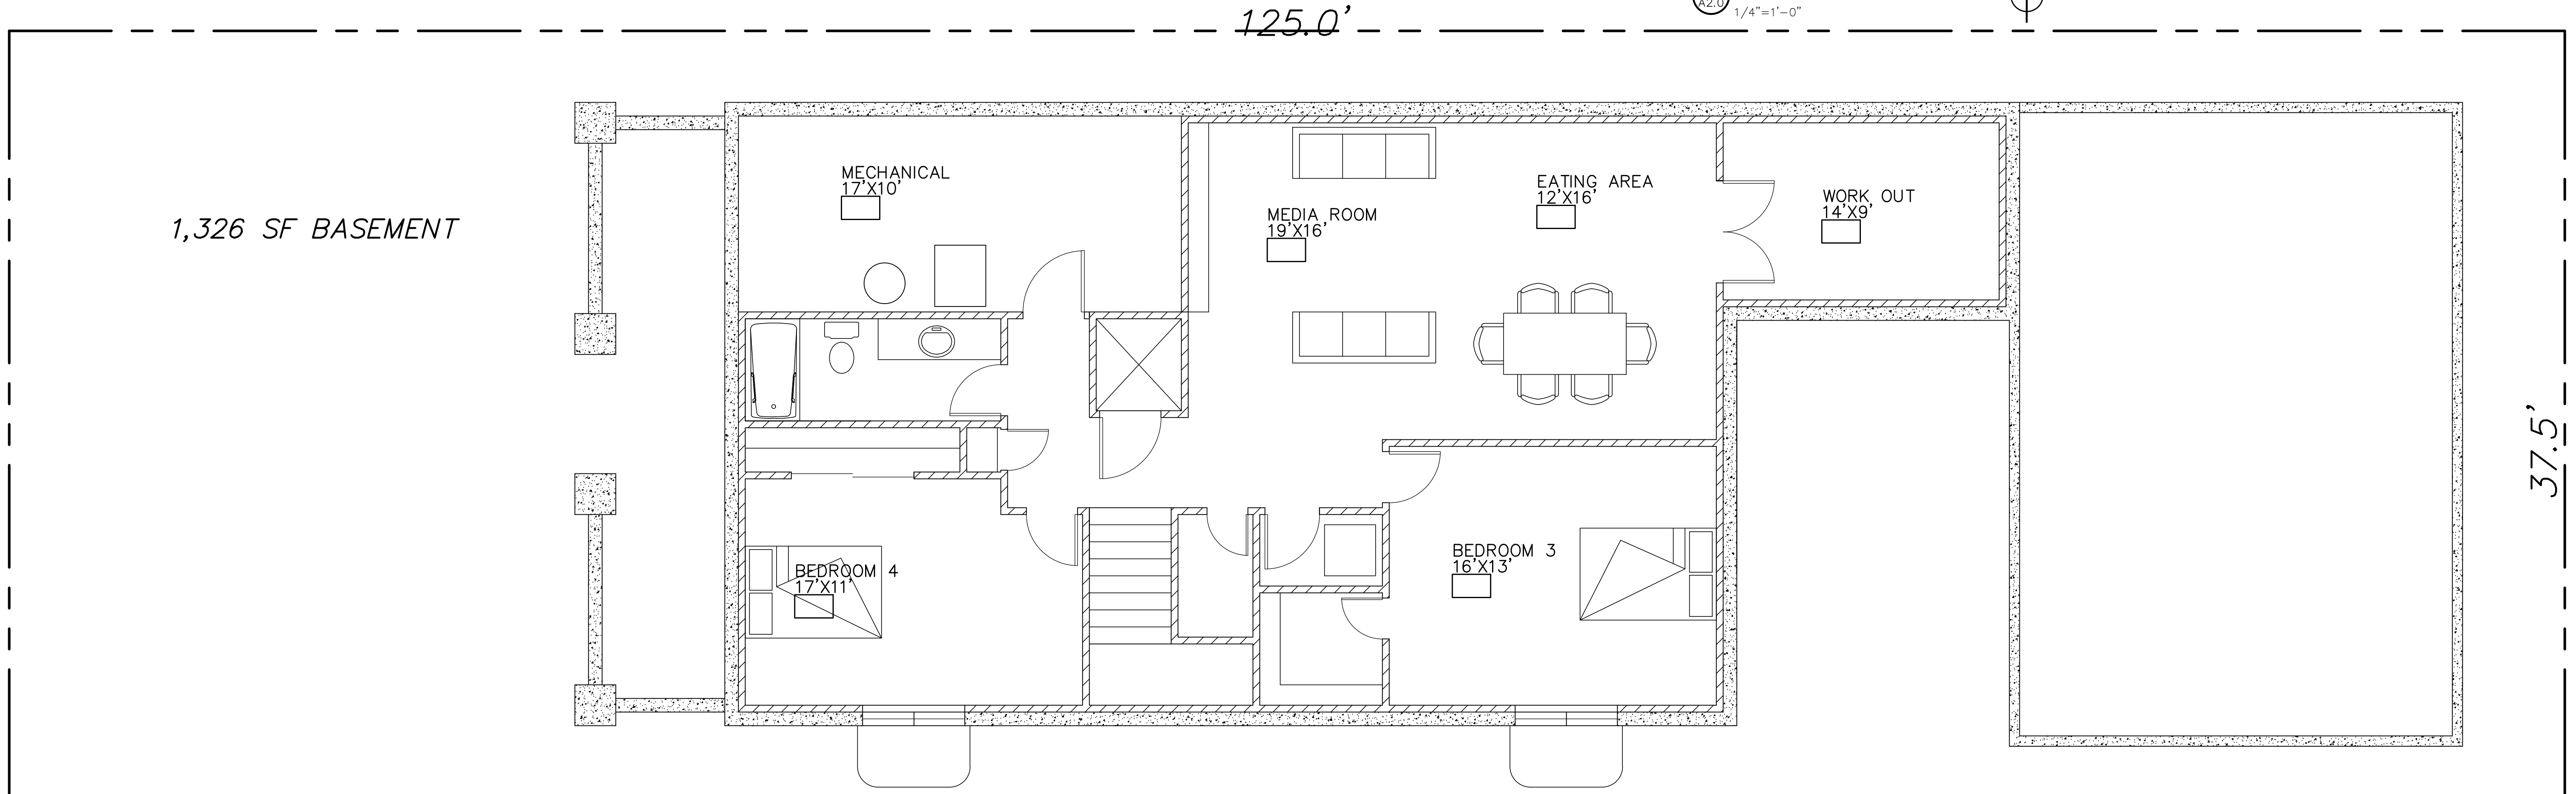 125.0'
A2.0
1/4"=1'-0"
1,326 SF BASEMENT
MECHANICAL
17'X10'
MEDIA ROOM
19'X16'
EATING AREA
12'X16'
WORK OUT
14'X9'
37.5'
BEDROOM 4
17'X11'
BEDROOM 3
16'X13'